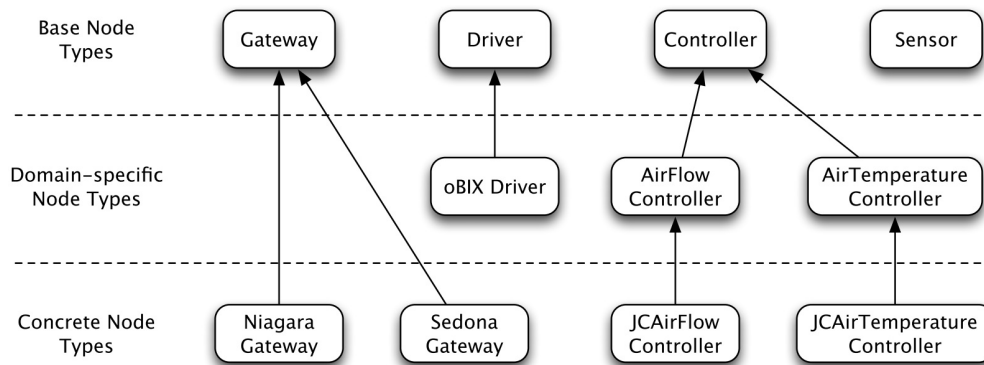 Base Node
Types
Gateway
Driver
Controller
Sensor
Domain-specific
Node Types
oBIX Driver
AirFlow
Controller
AirTemperature
Controller
Concrete Node
Types
Niagara
Gateway
Sedona
Gateway
JCAirFlow
Controller
JCAirTemperature
Controller